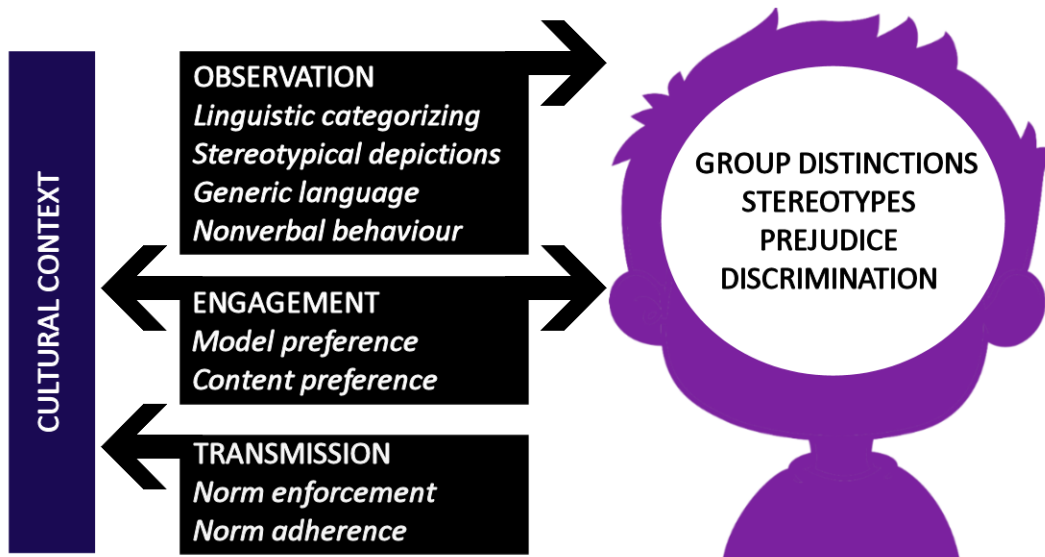 CULTURAL CONTEXT
OBSERVATION
Linguistic categorizing
Stereotypical depictions
Generic language
Nonverbal behaviour
ENGAGEMENT
Model preference
Content preference
TRANSMISSION
Norm enforcement
Norm adherence
GROUP DISTINCTIONS
STEREOTYPES
PREJUDICE
DISCRIMINATION